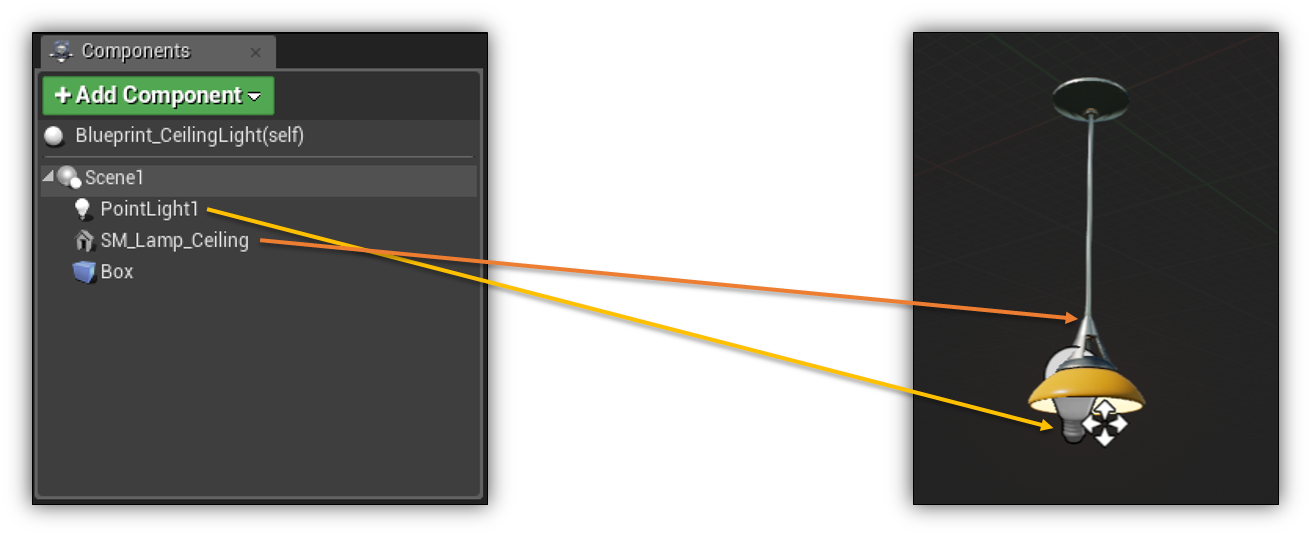 Components
+ Add Component
Blueprint_CeilingLight(self)
Scene1
PointLight1
SM_Lamp_Ceiling
Box